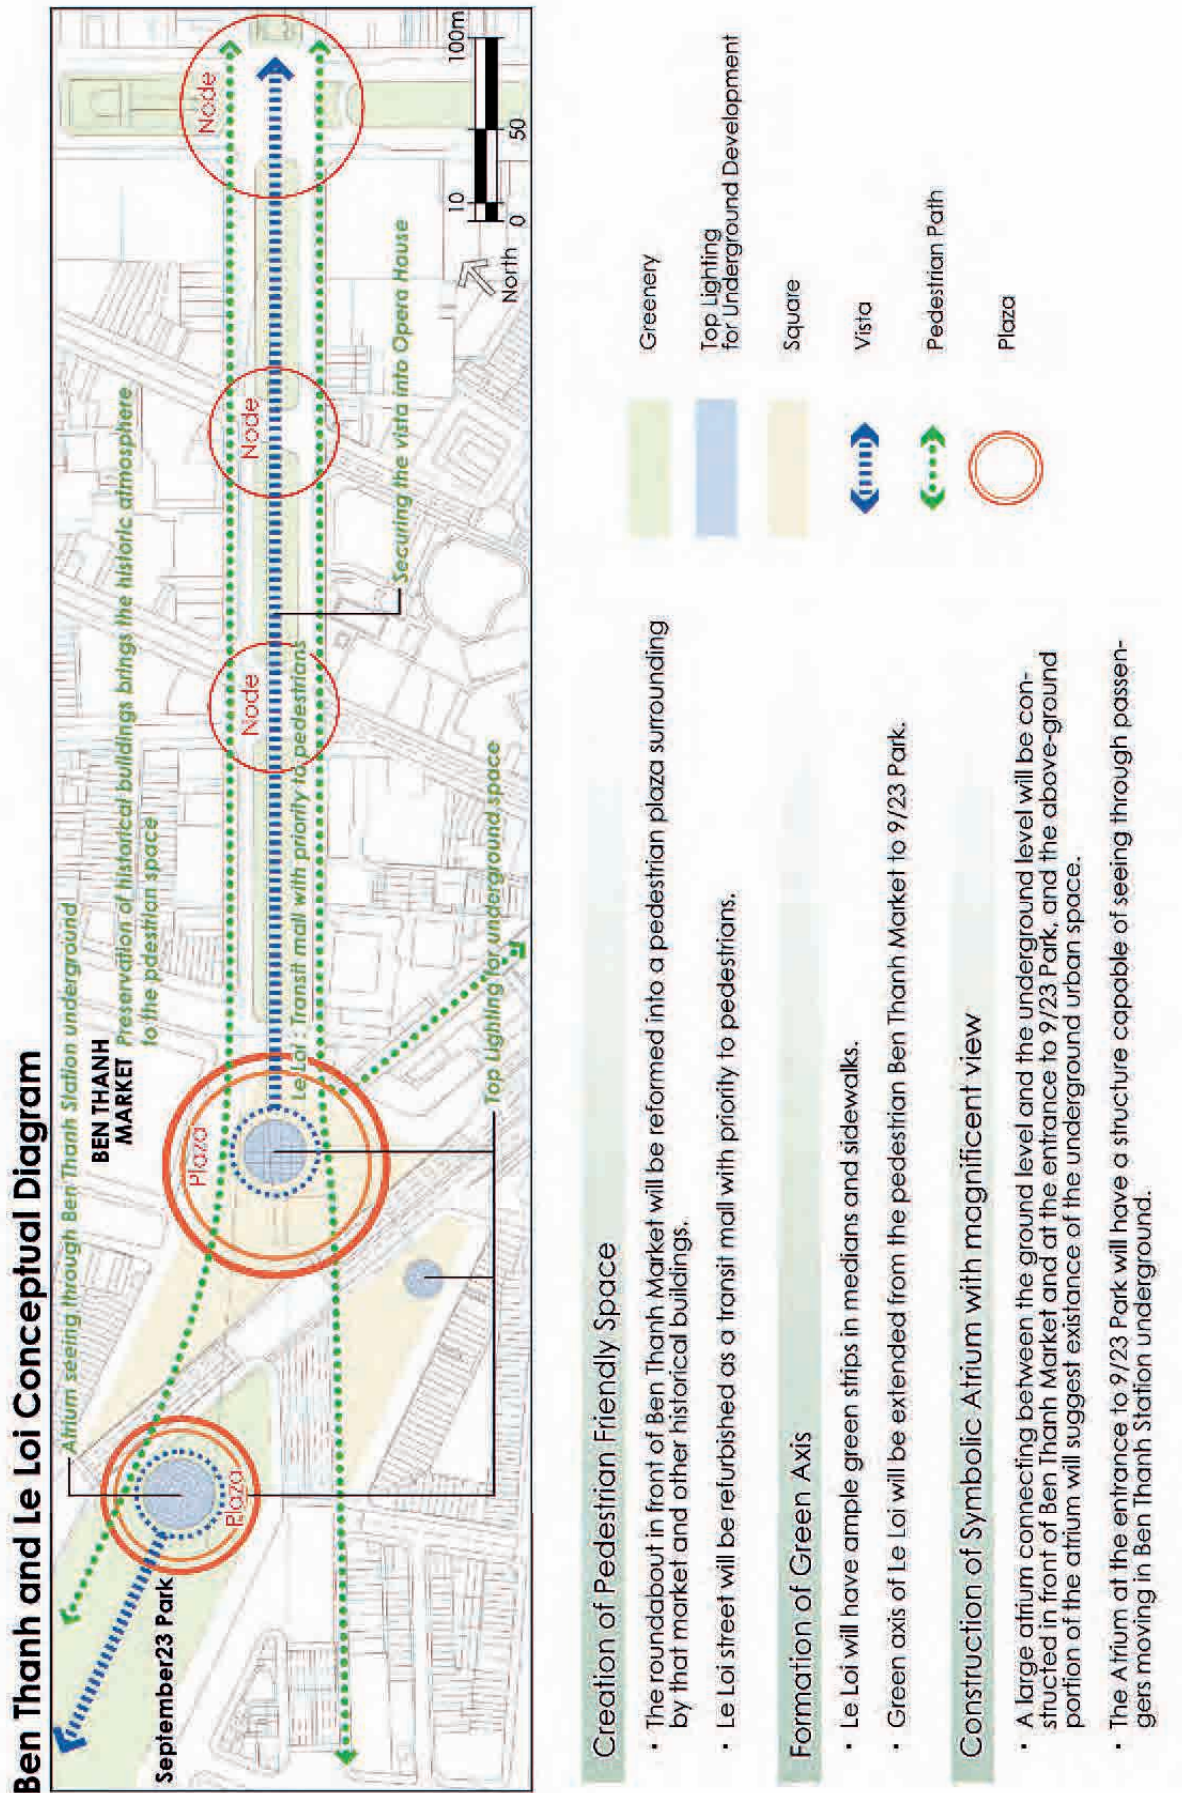 Ben Thanh and Le Loi Conceptual Diagram
Atrium seeing through Ben Thanh Station underground
BEN THANH
MARKET
Preservation of historical buildings brings the historic atmosphere
to the pdestrian space
Plaza
Plaza
September23 Park
Node
Node
Node
Le Loi : Transit mall with priority to pedestrians
Securing the vista into Opera House
Top Lighting for underground space
North
10
100m
0
50
Creation of Pedestrian Friendly Space
· The roundabout in front of Ben Thanh Market will be reformed into a pedestrian plaza surrounding
by that market and other historical buildings.
· Le Loi street will be refurbished as a transit mall with priority to pedestrians.
Formation of Green Axis
· Le Loi will have ample green strips in medians and sidewalks.
· Green axis of Le Loi will be extended from the pedestrian Ben Thanh Market to 9/23 Park.
Construction of Symbolic Atrium with magnificent view
· A large atrium connecting between the ground level and the underground level will be con-
structed in front of Ben Thanh Market and at the entrance to 9/23 Park, and the above-ground
portion of the atrium will suggest existance of the underground urban space.
· The Atrium at the entrance to 9/23 Park will have a structure capable of seeing through passen-
gers moving in Ben Thanh Station underground.
Greenery
Top Lighting
for Underground Development
Square
Vista
Pedestrian Path
Plaza